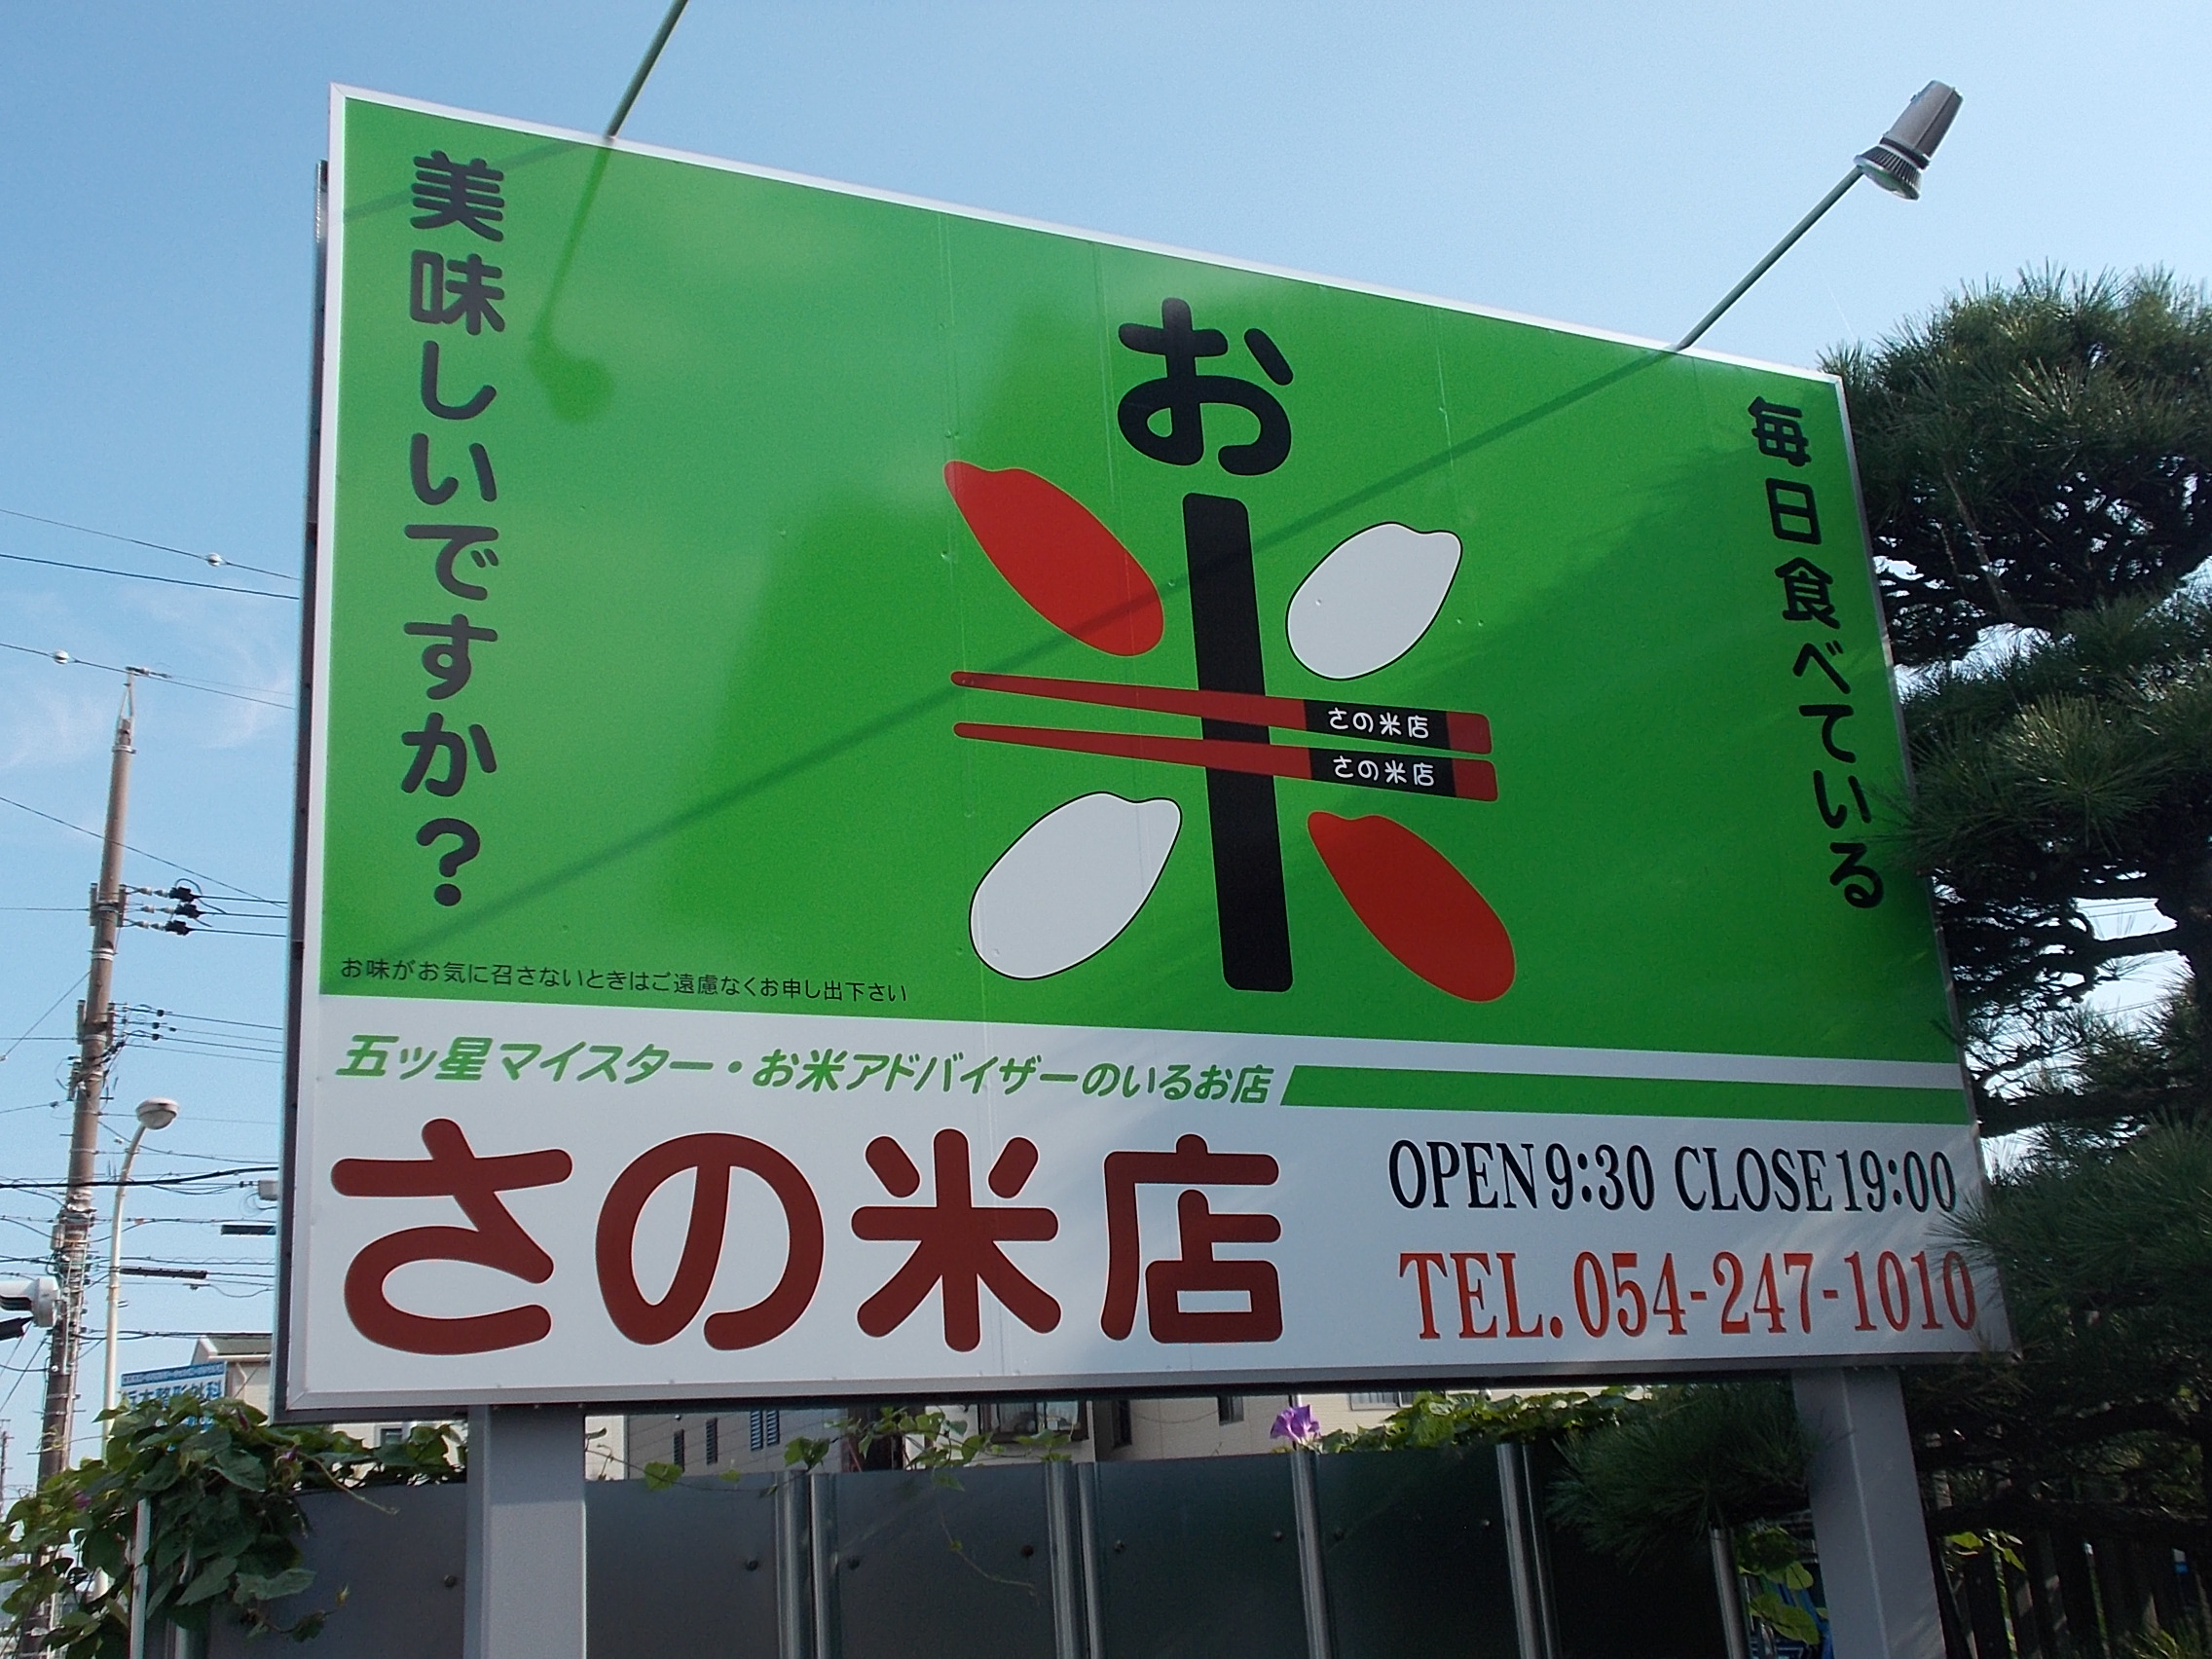 毎日食べている
お米
さの米店
さの米店
美味しいですか？
お味がお気に召さないときはご遠慮なくお申し出下さい
五ッ星マイスター・お米アドバイザーのいるお店
さの米店
OPEN9:30 CLOSE19:00
TEL.054-247-1010